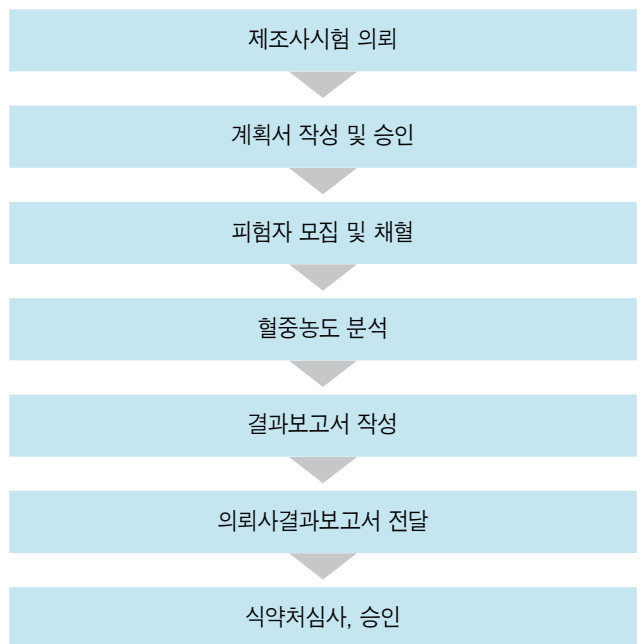 제조사시험 의뢰
계획서 작성 및 승인
피험자 모집 및 채혈
혈중농도 분석
결과보고서 작성
의뢰사결과보고서 전달
식약처심사, 승인